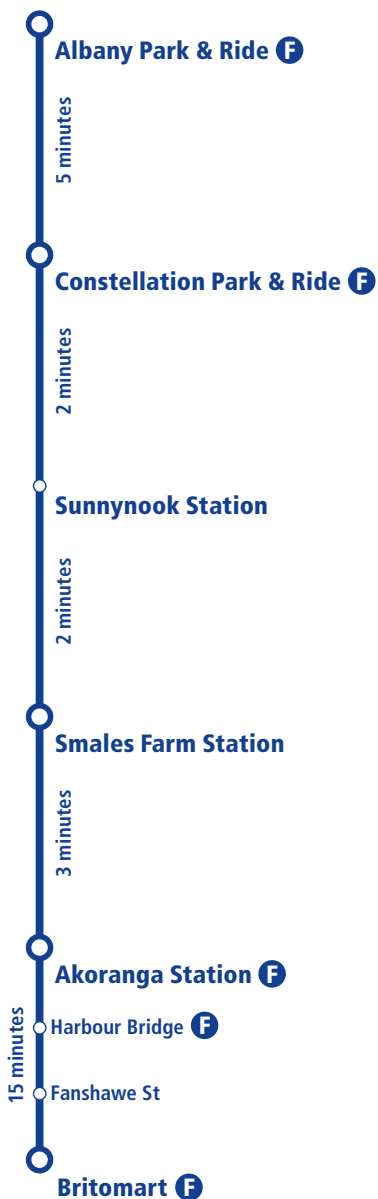 Albany Park & Ride F
5 minutes
Constellation Park & Ride F
2 minutes
Sunnynook Station
2 minutes
Smales Farm Station
3 minutes
Akoranga Station F
15 minutes
Harbour Bridge F
Fanshawe St
Britomart F